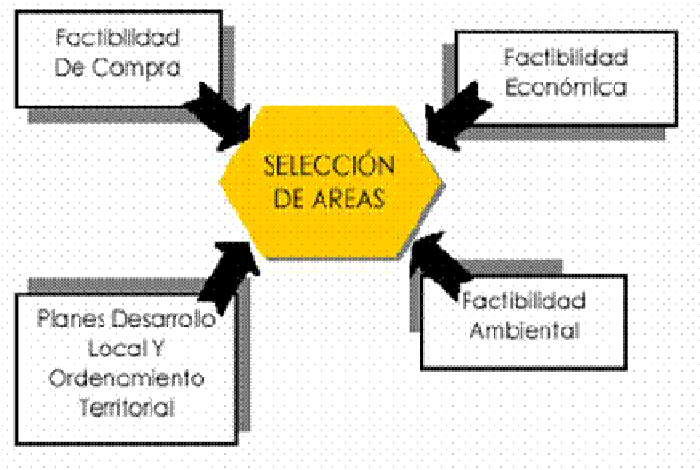 Factibilidad
De Compra
Factibilidad
Económica
SELECCIÓN
DE AREAS
Planes Desarrollo
Local Y
Ordenamiento
Territorial
Factibilidad
Ambiental